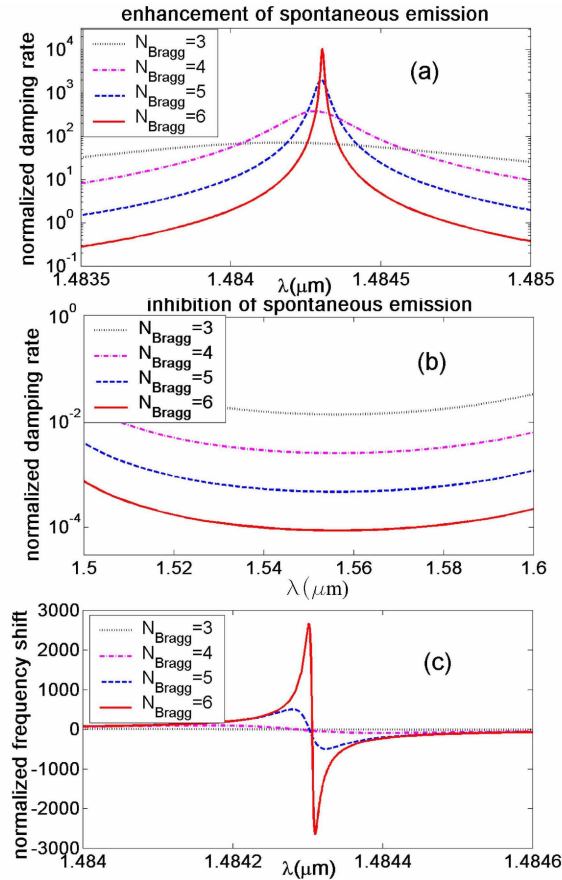 enhancement of spontaneous emission
10^4
10^3
10^2
10^1
10^0
10^-1
normalized damping rate
N_Bragg=3
N_Bragg=4
N_Bragg=5
N_Bragg=6
(a)
1.4835 1.484 1.4845 1.485
λ(μm)
inhibition of spontaneous emission
10^0
10^-2
10^-4
normalized damping rate
N_Bragg=3
N_Bragg=4
N_Bragg=5
N_Bragg=6
(b)
1.5 1.52 1.54 1.56 1.58 1.6
λ(μm)
3000
2000
1000
0
-1000
-2000
-3000
normalized frequency shift
N_Bragg=3
N_Bragg=4
N_Bragg=5
N_Bragg=6
(c)
1.484 1.4842 1.4844 1.4846
λ(μm)